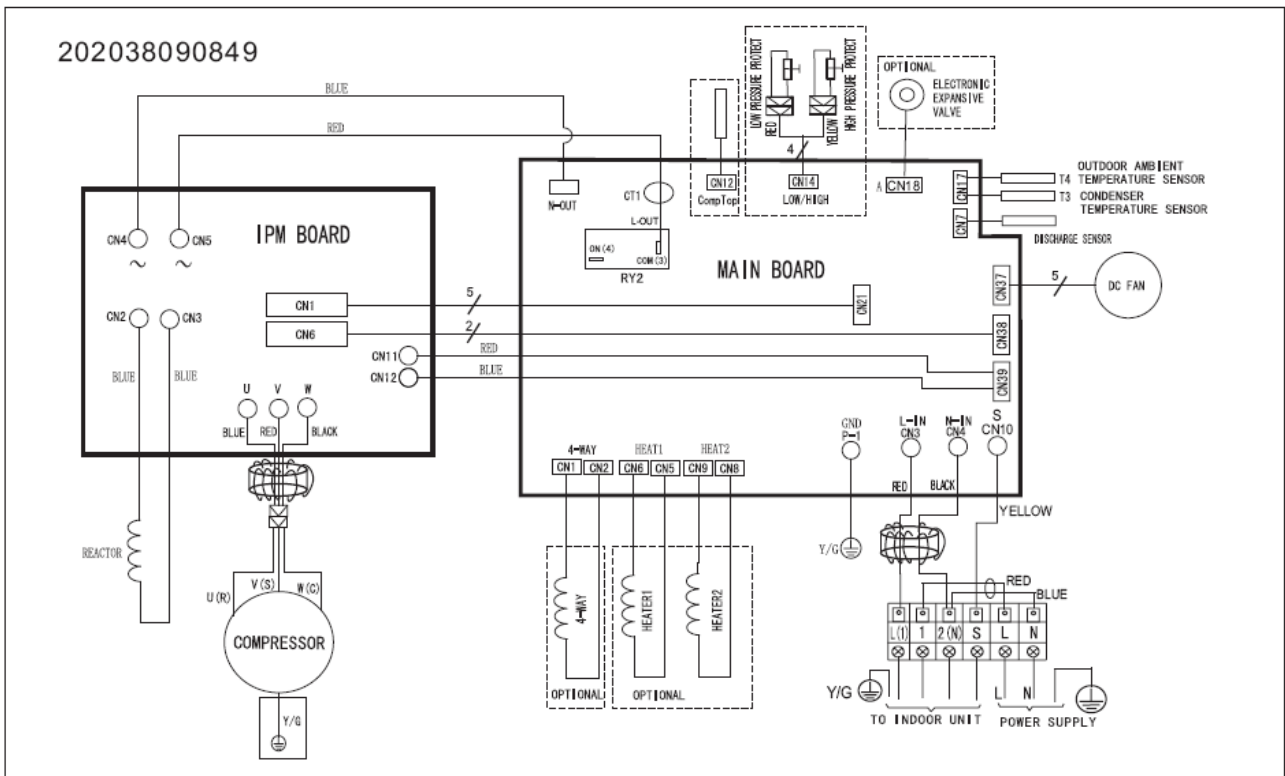 202038090849
BLUE
RED
LOW PRESSURE PROTECT
HIGH PRESSURE PROTECT
RED
YELLOW
4
OPTIONAL
ELECTRONIC
EXPANSIVE
VALVE
CN12
CompTop
CN14
LOW/HIGH
A
CN18
CN17
T4
OUTDOOR AMBIENT
TEMPERATURE SENSOR
T3
CONDENSER
TEMPERATURE SENSOR
CN7
DISCHARGE SENSOR
N-OUT
CT1
L-OUT
ON(4)
COM(3)
RY2
IPM BOARD
MAIN BOARD
CN4
CN5
~
~
CN1
5
CN21
CN37
5
DC FAN
CN2
CN3
CN6
2
CN38
CN11
RED
CN12
BLUE
CN39
BLUE
BLUE
U
V
W
BLUE
RED
BLACK
4-WAY
HEAT1
HEAT2
CN1
CN2
CN6
CN5
CN9
CN8
GND
P-1
L-IN
CN3
N-IN
CN4
S
CN10
RED
BLACK
YELLOW
REACTOR
U(R)
V(S)
W(C)
COMPRESSOR
Y/G
4-WAY
HEATER1
HEATER2
OPTIONAL
OPTIONAL
Y/G
RED
BLUE
L(1)
1
2(N)
S
L
N
Y/G
L
N
TO INDOOR UNIT
POWER SUPPLY